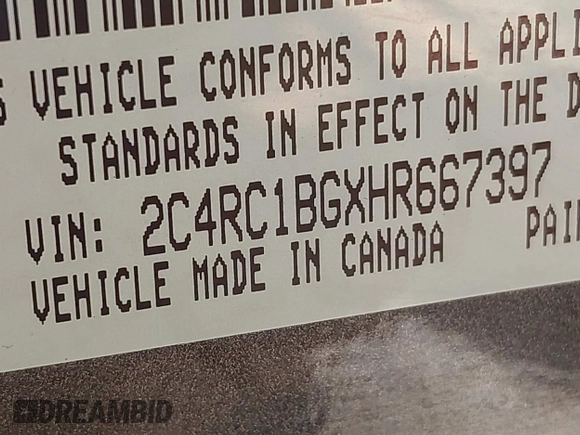 VEHICLE CONFORMS TO ALL
STANDARDS IN EFFECT ON THE
VIN: 2C4RC1BGXHR667397
VEHICLE MADE IN CANADA
DREAMBID